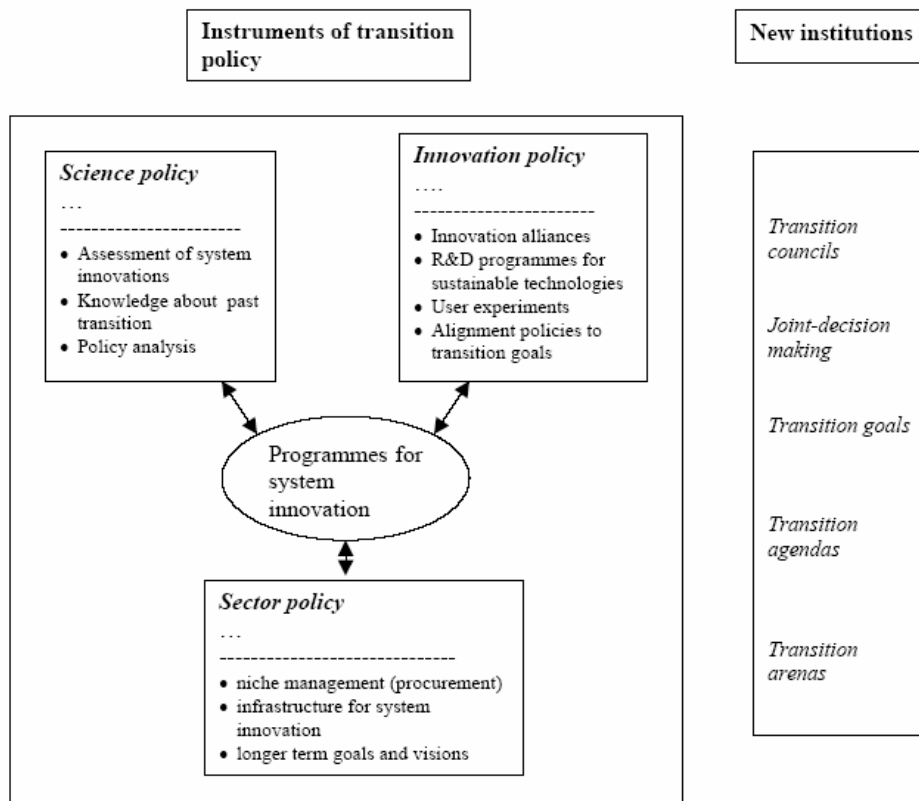 Instruments of transition
policy
New institutions
Science policy
…
-----------------------
• Assessment of system
innovations
• Knowledge about past
transition
• Policy analysis
Innovation policy
....
-----------------------
• Innovation alliances
• R&D programmes for
sustainable technologies
• User experiments
• Alignment policies to
transition goals
Programmes for
system
innovation
Sector policy
…
------------------------------
• niche management (procurement)
• infrastructure for system
innovation
• longer term goals and visions
Transition
councils
Joint-decision
making
Transition goals
Transition
agendas
Transition
arenas